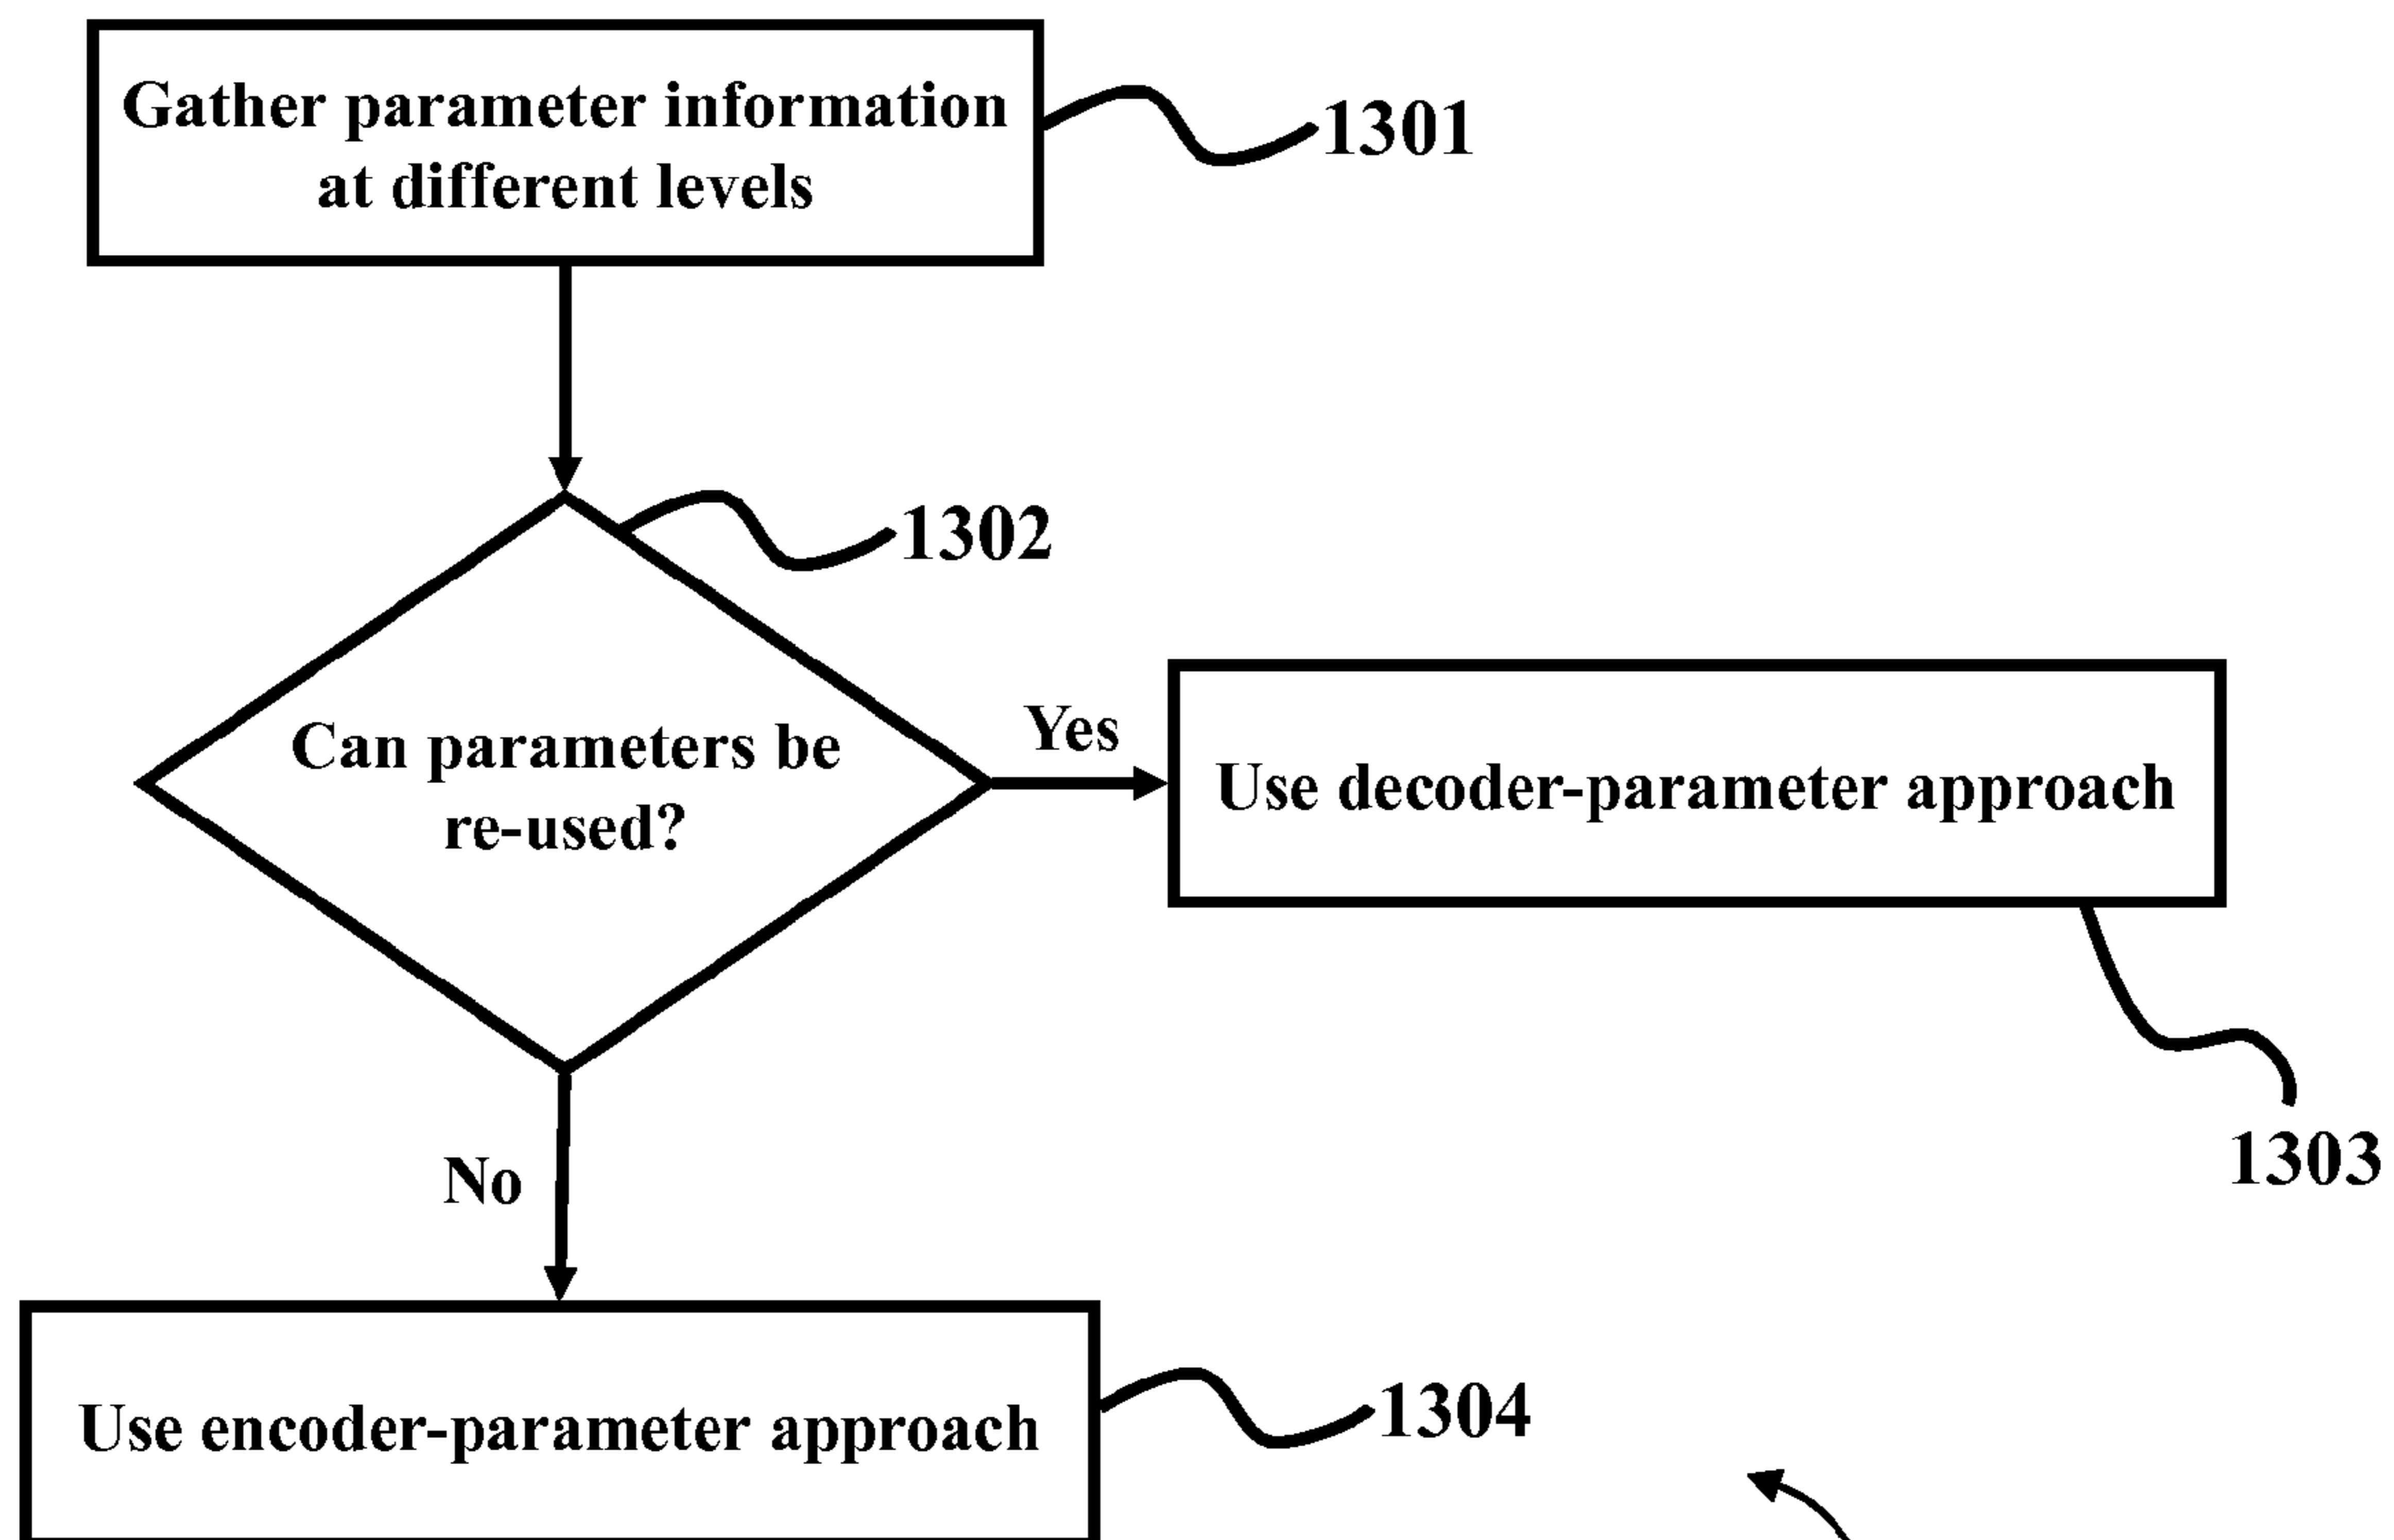 Gather parameter information
at different levels
1301
1302
Can parameters be
re-used?
Yes
Use decoder-parameter approach
1303
No
Use encoder-parameter approach
1304